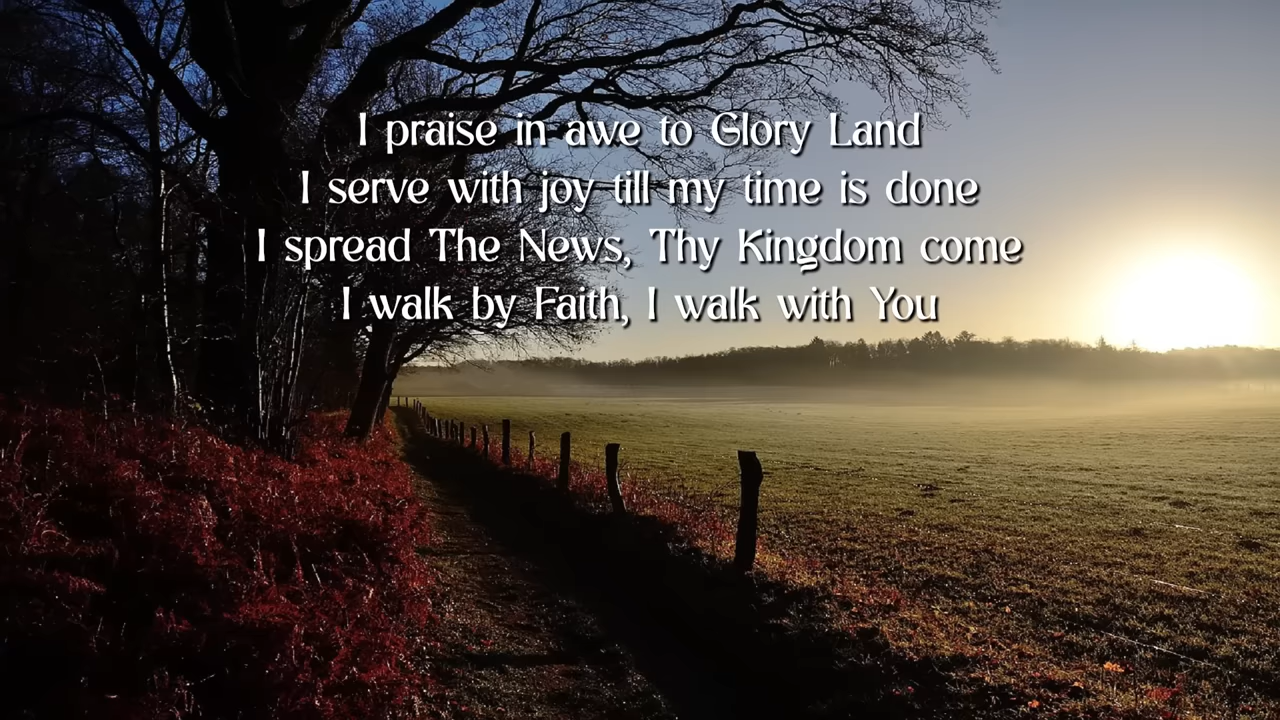 I praise in awe to Glory Land
I serve with joy till my time is done
I spread The News, Thy Kingdom come
I walk by Faith, I walk with You